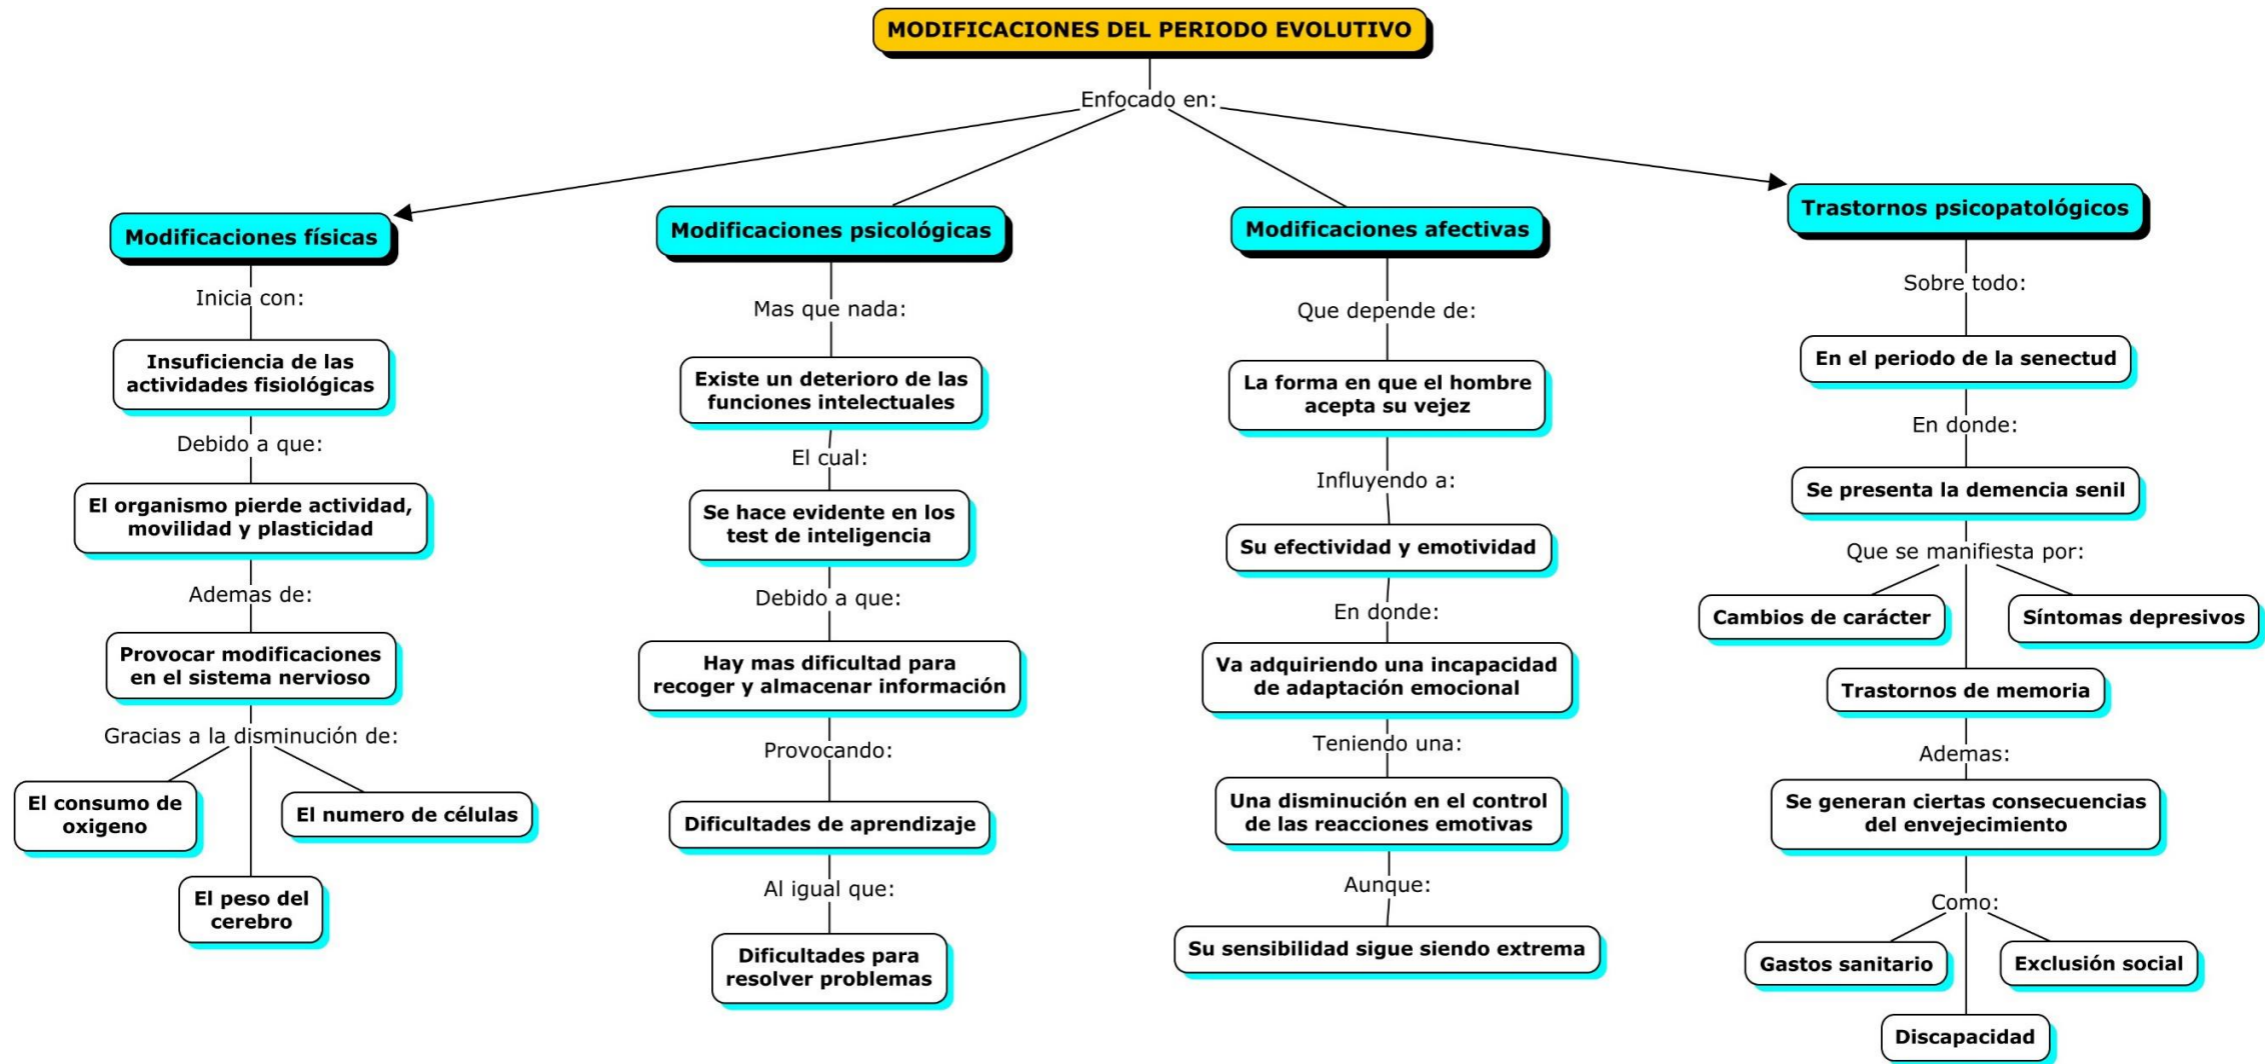 MODIFICACIONES DEL PERIODO EVOLUTIVO
Enfocado en:
Modificaciones físicas
Inicia con:
Insuficiencia de las
actividades fisiológicas
Debido a que:
El organismo pierde actividad,
movilidad y plasticidad
Ademas de:
Provocar modificaciones
en el sistema nervioso
Gracias a la disminución de:
El consumo de
oxigeno
El numero de células
El peso del
cerebro
Modificaciones psicológicas
Mas que nada:
Existe un deterioro de las
funciones intelectuales
El cual:
Se hace evidente en los
test de inteligencia
Debido a que:
Hay mas dificultad para
recoger y almacenar información
Provocando:
Dificultades de aprendizaje
Al igual que:
Dificultades para
resolver problemas
Modificaciones afectivas
Que depende de:
La forma en que el hombre
acepta su vejez
Influyendo a:
Su efectividad y emotividad
En donde:
Va adquiriendo una incapacidad
de adaptación emocional
Teniendo una:
Una disminución en el control
de las reacciones emotivas
Aunque:
Su sensibilidad sigue siendo extrema
Trastornos psicopatológicos
Sobre todo:
En el periodo de la senectud
En donde:
Se presenta la demencia senil
Que se manifiesta por:
Cambios de carácter
Síntomas depresivos
Trastornos de memoria
Ademas:
Se generan ciertas consecuencias
del envejecimiento
Como:
Gastos sanitario
Exclusión social
Discapacidad